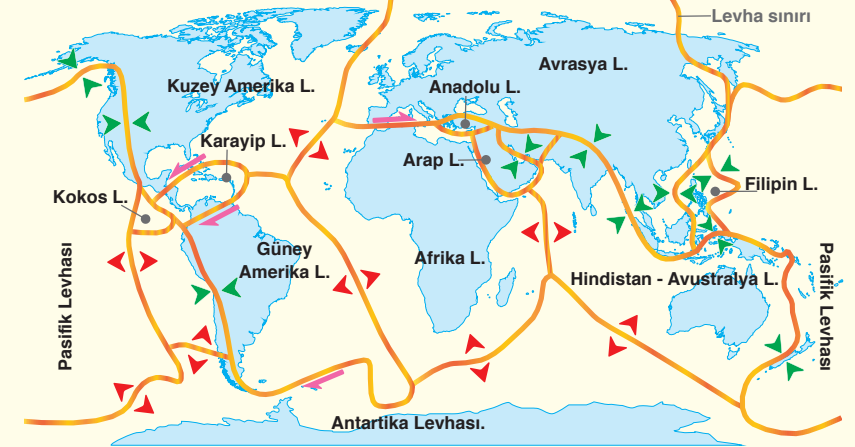 Levha sınırı
Avrasya L.
Kuzey Amerika L.
Anadolu L.
Karayip L.
Arap L.
Kokos L.
Filipin L.
Güney
Amerika L.
Afrika L.
Hindistan - Avustralya L.
Pasifik Levhası
Pasifik Levhası
Antartika Levhası.